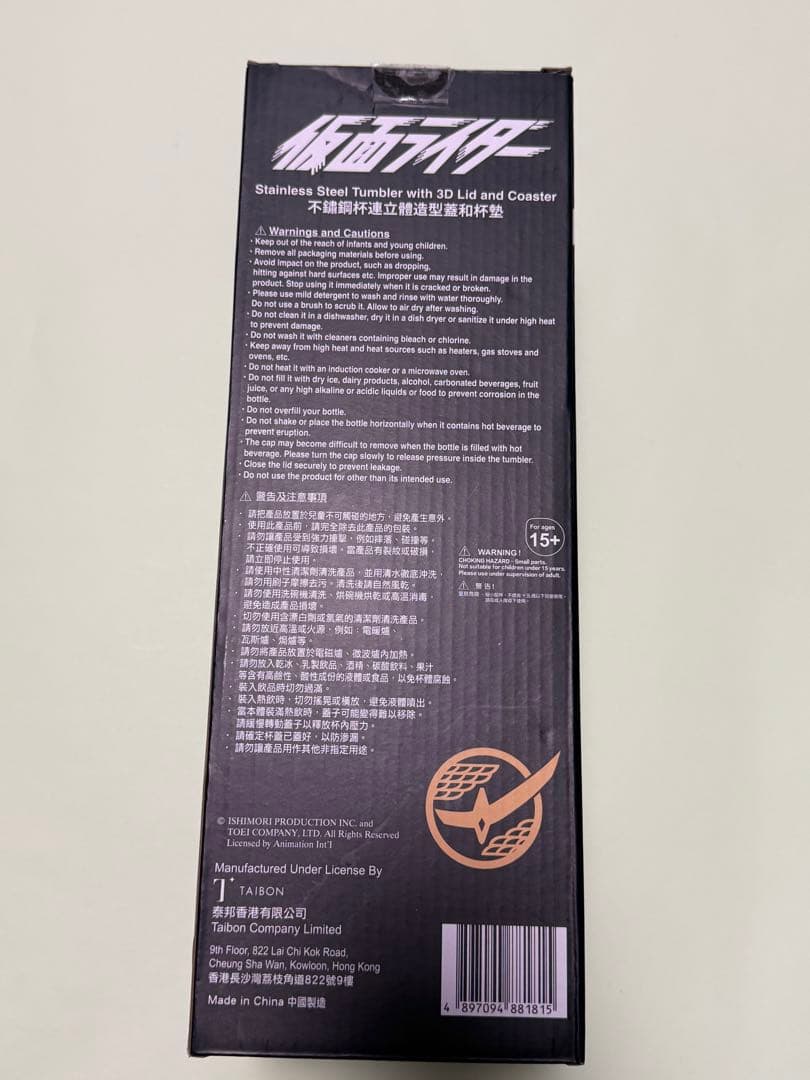 仮面ライダー
Stainless Steel Tumbler with 3D Lid and Coaster
不鏽鋼杯連立體造型蓋和杯墊
⚠ Warnings and Cautions
· Keep out of the reach of infants and young children.
· Remove all packaging materials before using.
· Avoid impact on the product, such as dropping,
hitting against hard surfaces etc. Improper use may result in damage in the
product. Stop using it immediately when it is cracked or broken.
· Please use mild detergent to wash and rinse with water thoroughly.
Do not use a brush to scrub it. Allow to air dry after washing.
· Do not clean it in a dishwasher, dry it in a dish dryer or sanitize it under high heat
to prevent damage.
· Do not wash it with cleaners containing bleach or chlorine.
· Keep away from high heat and heat sources such as heaters, gas stoves and
ovens, etc.
· Do not heat it with an induction cooker or a microwave oven.
· Do not fill it with dry ice, dairy products, alcohol, carbonated beverages, fruit
juice, or any high alkaline or acidic liquids or food to prevent corrosion in the
bottle.
· Do not overfill your bottle.
· Do not shake or place the bottle horizontally when it contains hot beverage to
prevent eruption.
· The cap may become difficult to remove when the bottle is filled with hot
beverage. Please turn the cap slowly to release pressure inside the tumbler.
· Close the lid securely to prevent leakage.
· Do not use the product for other than its intended use.
⚠ 警告及注意事項
· 請把產品放置於兒童不可觸碰的地方，避免產生意外。
· 使用此產品前，請完全除去此產品的包裝。
· 請勿讓產品受到強力撞擊，例如摔落、碰撞等。
不正確使用可導致損壞。當產品有裂紋或破損，
請立即停止使用。
· 請使用中性清潔劑清洗產品，並用清水徹底沖洗，
請勿用刷子摩擦去污。清洗後請自然風乾。
· 請勿使用洗碗機清洗、烘碗機烘乾或高溫消毒，
避免造成產品損壞。
· 切勿使用含漂白劑或氯氣的清潔劑清洗產品。
· 請勿放近高溫或火源，例如：電暖爐、
瓦斯爐、焗爐等。
· 請勿將產品放置於電磁爐、微波爐內加熱。
· 請勿放入乾冰、乳製飲品、酒精、碳酸飲料、果汁
等含有高鹼性、酸性成份的液體或食品，以免杯體腐蝕。
· 裝入飲品時切勿過滿。
· 裝入熱飲時，切勿搖晃或橫放，避免液體噴出。
· 當本體裝滿熱飲時，蓋子可能變得難以移除。
請緩慢轉動蓋子以釋放杯內壓力。
· 請確定杯蓋已蓋好，以防滲漏。
· 請勿讓產品用作其他非指定用途。
For ages
15+
⚠ WARNING !
CHOKING HAZARD - Small parts.
Not suitable for children under 15 years.
Please use under supervision of adult.
⚠ 警告!
© ISHIMORI PRODUCTION INC. and
TOEI COMPANY, LTD. All Rights Reserved
Licensed by Animation Int'l
Manufactured Under License By
T+ TAIBON
泰邦香港有限公司
Taibon Company Limited
9th Floor, 822 Lai Chi Kok Road,
Cheung Sha Wan, Kowloon, Hong Kong
香港長沙灣荔枝角道822號9樓
Made in China 中國製造
4 897094 881815